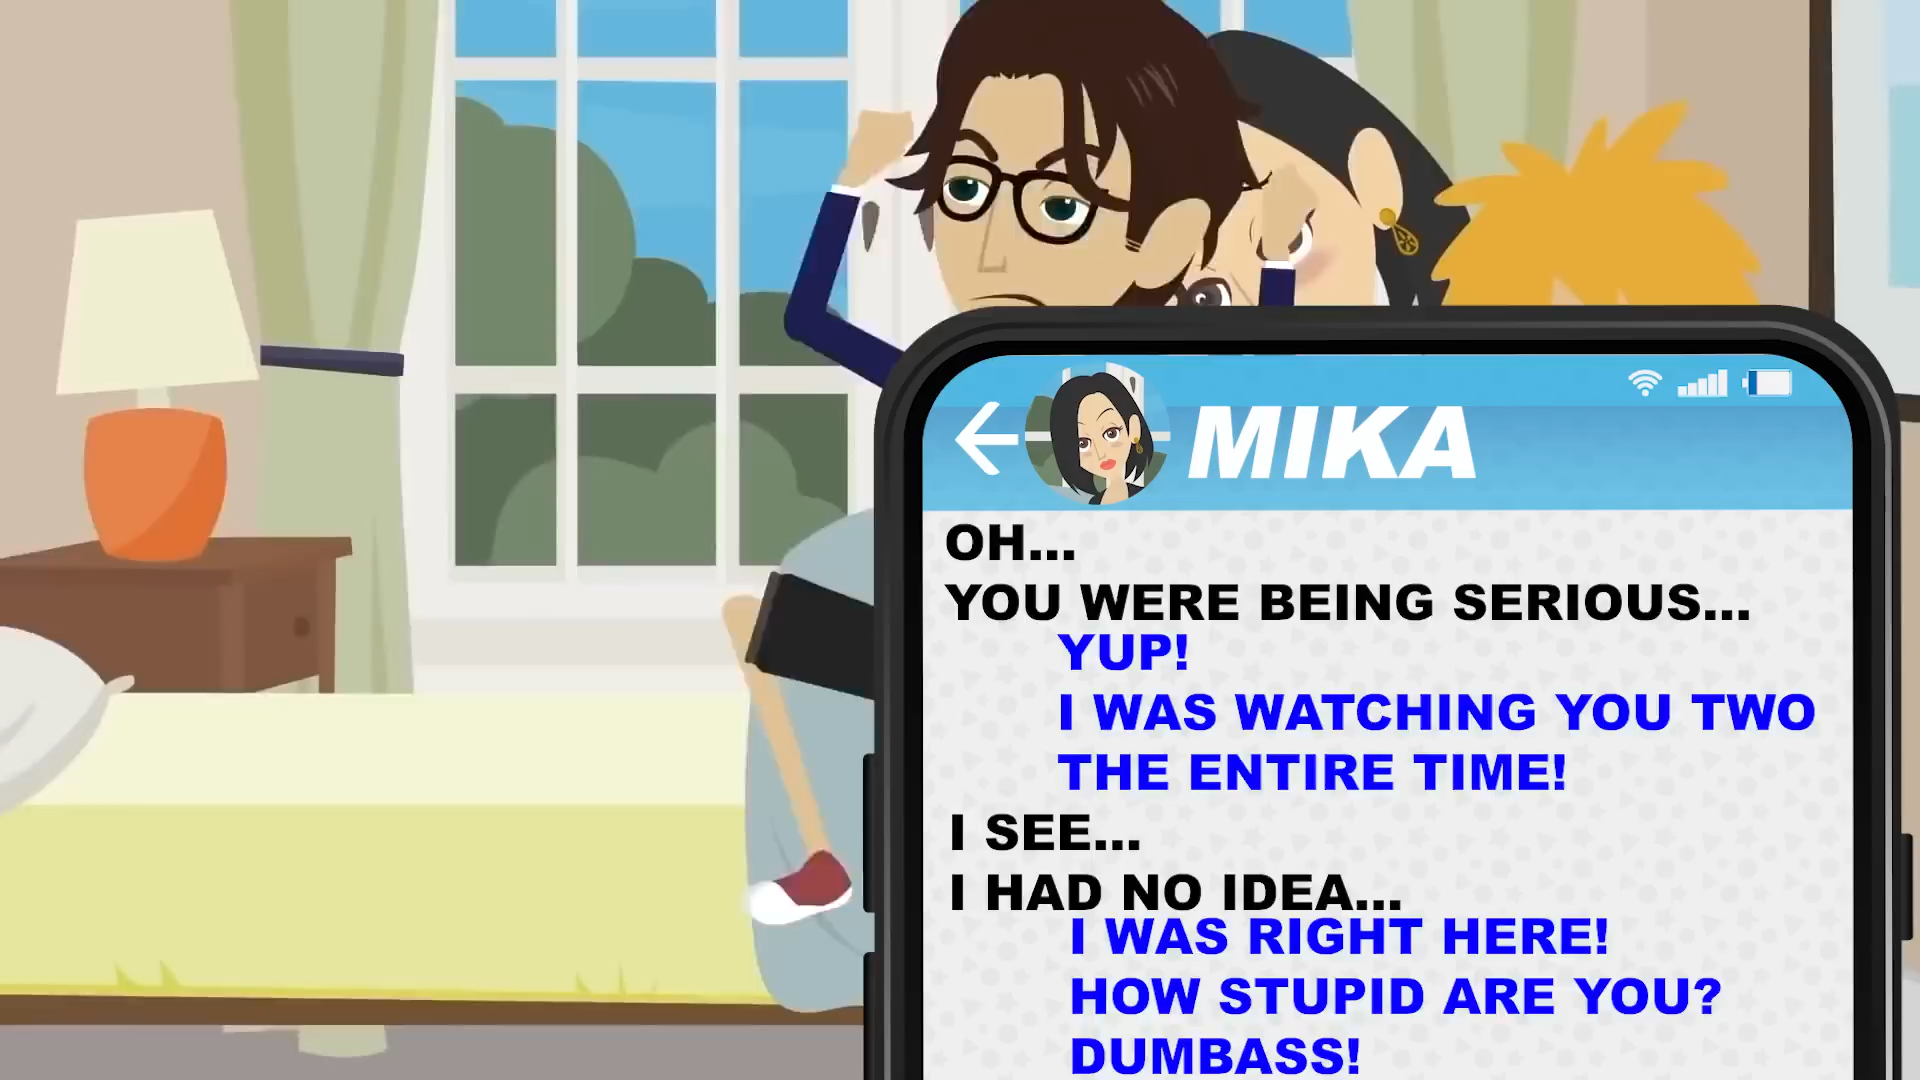 MIKA
OH...
YOU WERE BEING SERIOUS...
YUP!
I WAS WATCHING YOU TWO
THE ENTIRE TIME!
I SEE...
I HAD NO IDEA...
I WAS RIGHT HERE!
HOW STUPID ARE YOU?
DUMBASS!